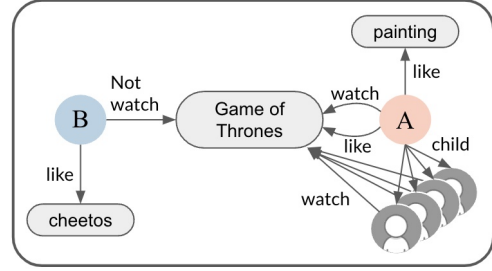 painting
like
Not
watch
watch
B
Game of
Thrones
A
like
child
like
watch
cheetos